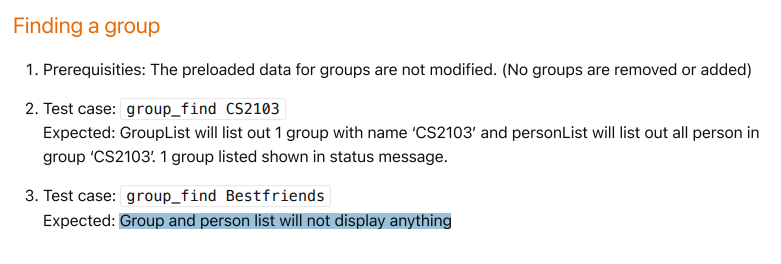 Finding a group
1. Prerequisities: The preloaded data for groups are not modified. (No groups are removed or added)
2. Test case: group_find CS2103
Expected: GroupList will list out 1 group with name ‘CS2103’ and personList will list out all person in
group ‘CS2103’. 1 group listed shown in status message.
3. Test case: group_find Bestfriends
Expected: Group and person list will not display anything